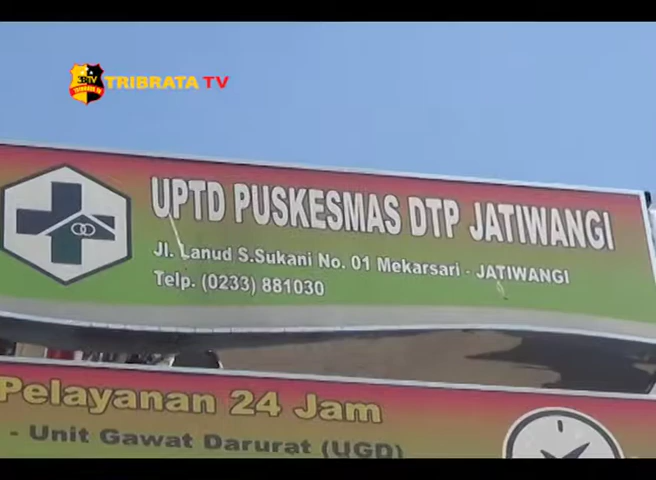 TRIBRATA TV
UPTD PUSKESMAS DTP JATIWANGI
Jl. Lanud S.Sukani No. 01 Mekarsari - JATIWANGI
Telp. (0233) 881030
Pelayanan 24 Jam
- Unit Gawat Darurat (UGD)